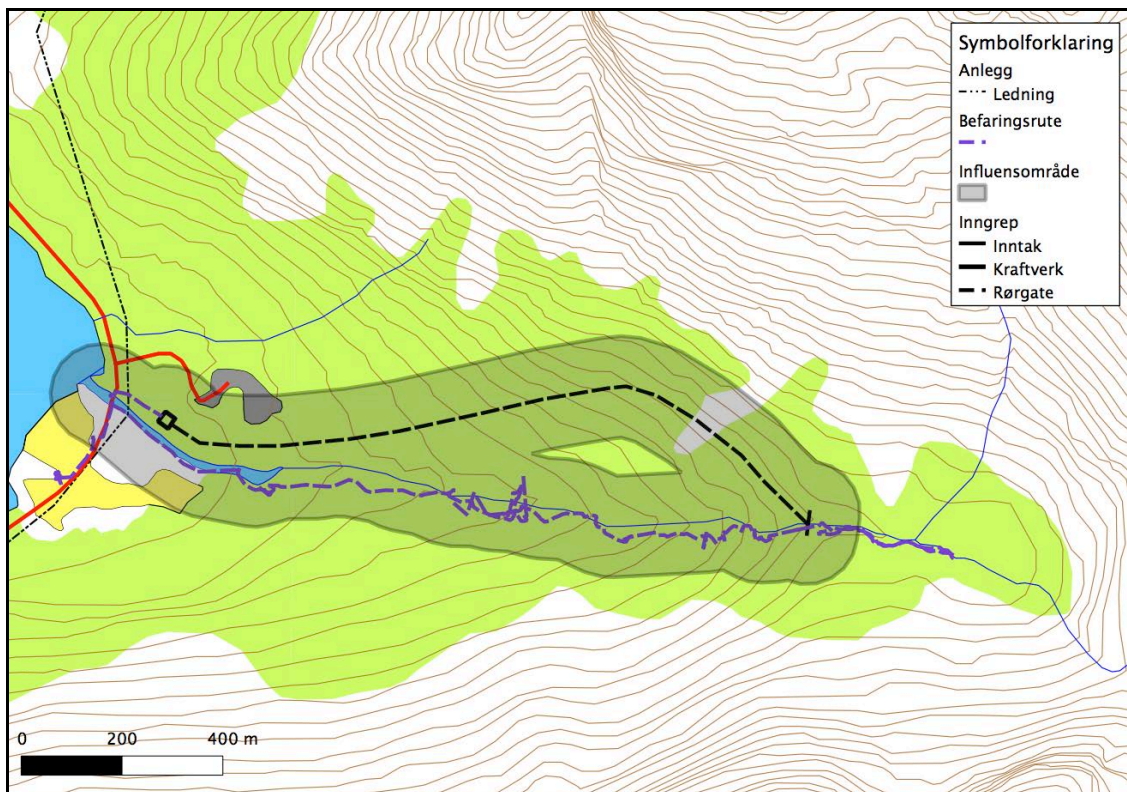 Symbolforklaring
Anlegg
Ledning
Befaringsrute
Influensområde
Inngrep
Inntak
Kraftverk
Rørgate
0 200 400 m